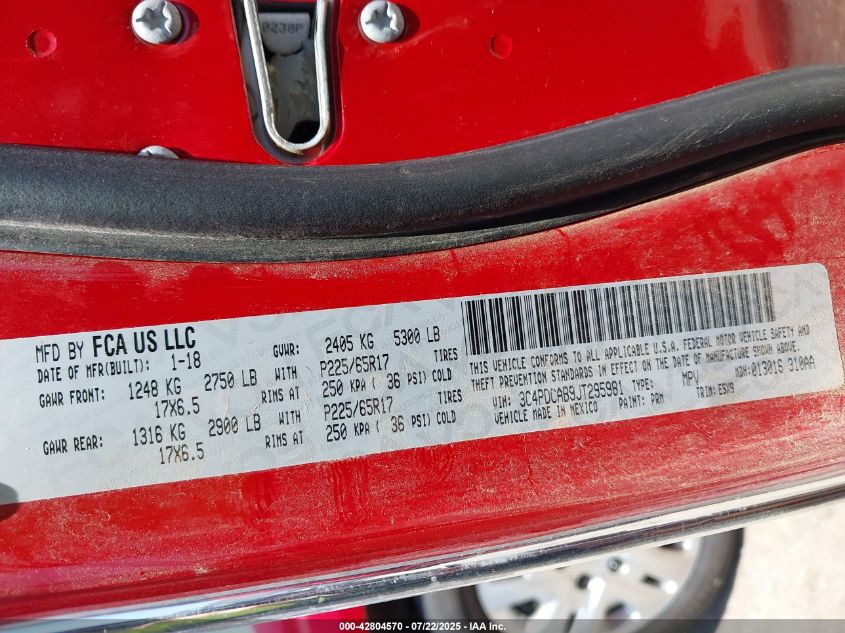 0238P
MFD BY FCA US LLC
DATE OF MFR(BUILT): 1-18 GVWR: 2405 KG 5300 LB
GAWR FRONT: 1248 KG 2750 LB WITH P225/65R17 TIRES
17X6.5 RIMS AT 250 KPA ( 36 PSI) COLD
GAWR REAR: 1316 KG 2900 LB WITH P225/65R17 TIRES
17X6.5 RIMS AT 250 KPA ( 36 PSI) COLD
THIS VEHICLE CONFORMS TO ALL APPLICABLE U.S.A. FEDERAL MOTOR VEHICLE SAFETY AND
THEFT PREVENTION STANDARDS IN EFFECT ON THE DATE OF MANUFACTURE SHOWN ABOVE.
VIN: 3C4PDCAB9JT295981 TYPE: MPV MDH: 013016 310AA
VEHICLE MADE IN MEXICO PAINT: PRM TRIM: E5X9
000-42804570 - 07/22/2025 - IAA Inc.